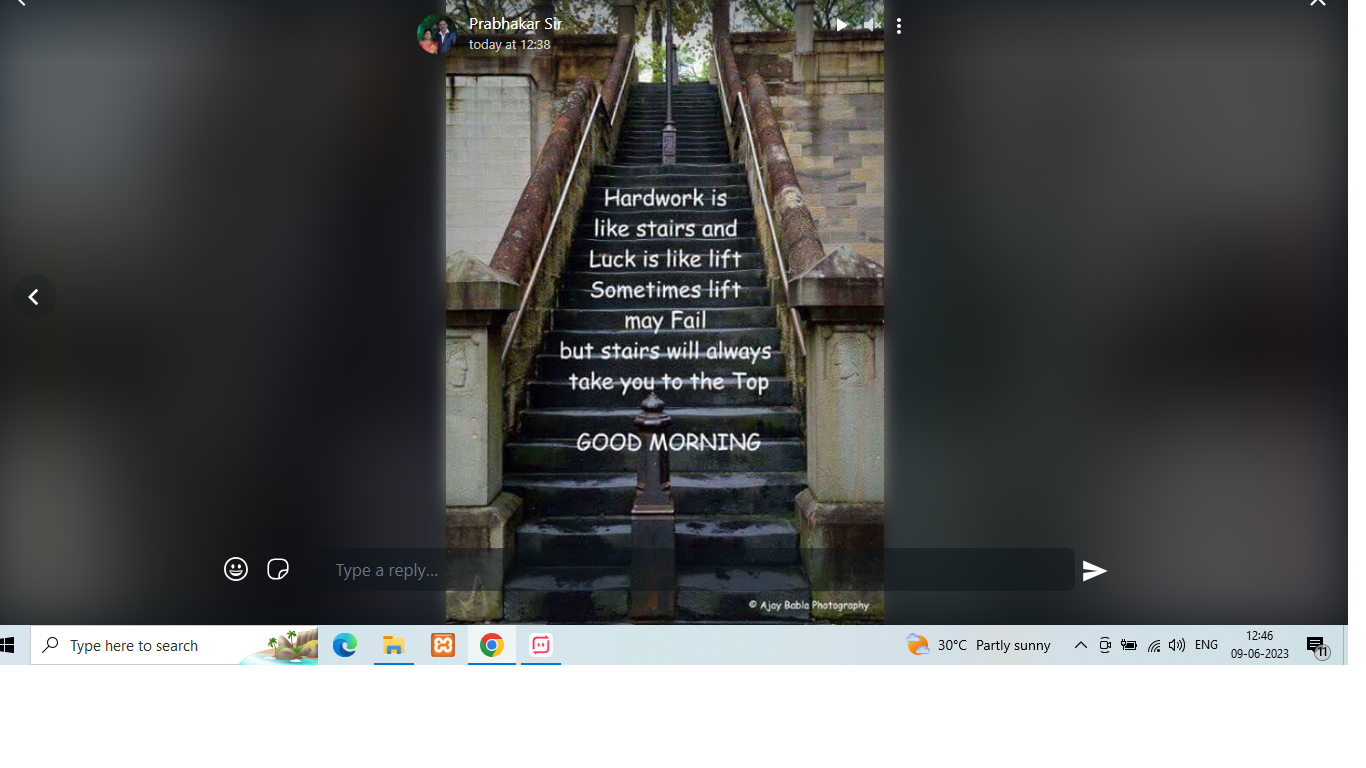 Prabhakar Sir
today at 12:38
Hardwork is
like stairs and
Luck is like lift
Sometimes lift
may Fail
but stairs will always
take you to the Top
GOOD MORNING
Type a reply...
© Ajay Babla Photography
Type here to search
30°C Partly sunny
ENG
12:46
09-06-2023
11